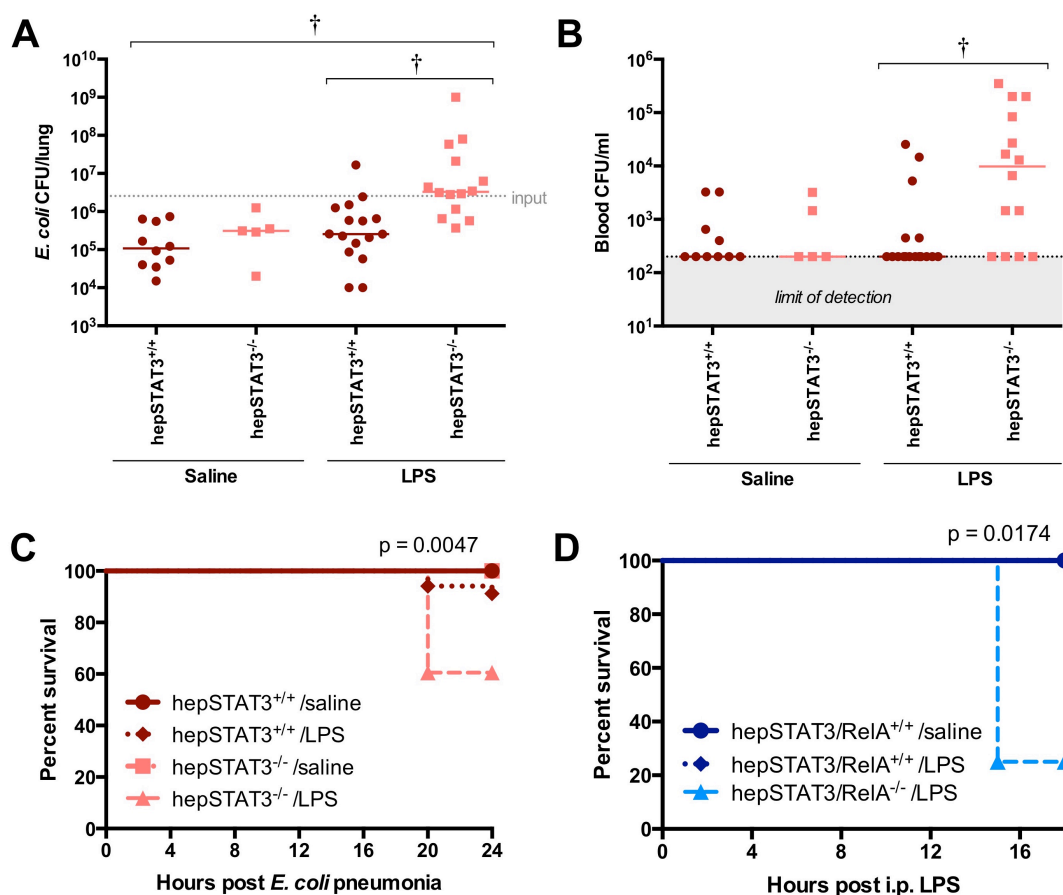 A
†
†
10^10
10^9
10^8
10^7
10^6
10^5
10^4
10^3
E. coli CFU/lung
input
hepSTAT3+/+
hepSTAT3-/-
hepSTAT3+/+
hepSTAT3-/-
Saline
LPS
B
†
10^6
10^5
10^4
10^3
10^2
10^1
Blood CFU/ml
limit of detection
hepSTAT3+/+
hepSTAT3-/-
hepSTAT3+/+
hepSTAT3-/-
Saline
LPS
C
p = 0.0047
100
80
60
40
20
0
Percent survival
hepSTAT3+/+ /saline
hepSTAT3+/+ /LPS
hepSTAT3-/- /saline
hepSTAT3-/- /LPS
0 4 8 12 16 20 24
Hours post E. coli pneumonia
D
p = 0.0174
100
80
60
40
20
0
Percent survival
hepSTAT3/RelA+/+ /saline
hepSTAT3/RelA+/+ /LPS
hepSTAT3/RelA-/- /LPS
0 4 8 12 16
Hours post i.p. LPS